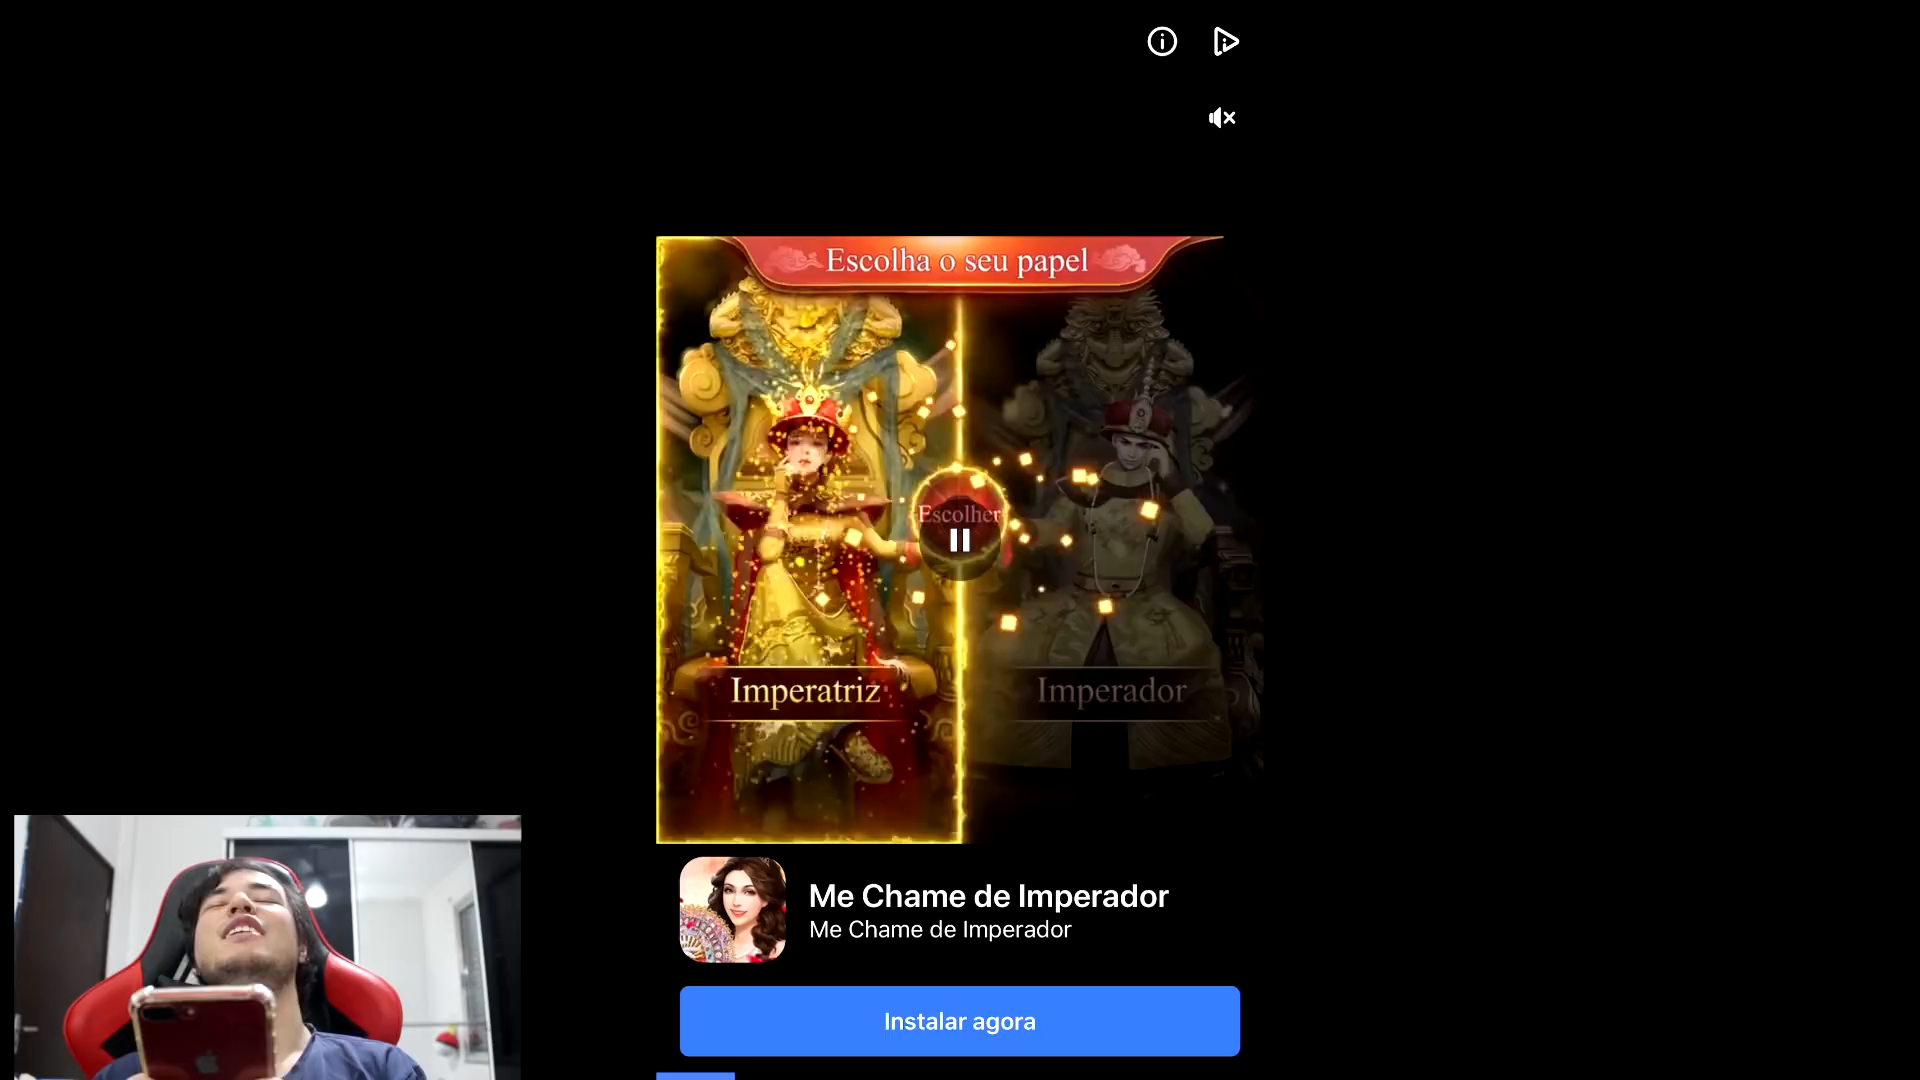 Escolha o seu papel
Escolher
Imperatriz
Imperador
Me Chame de Imperador
Me Chame de Imperador
Instalar agora